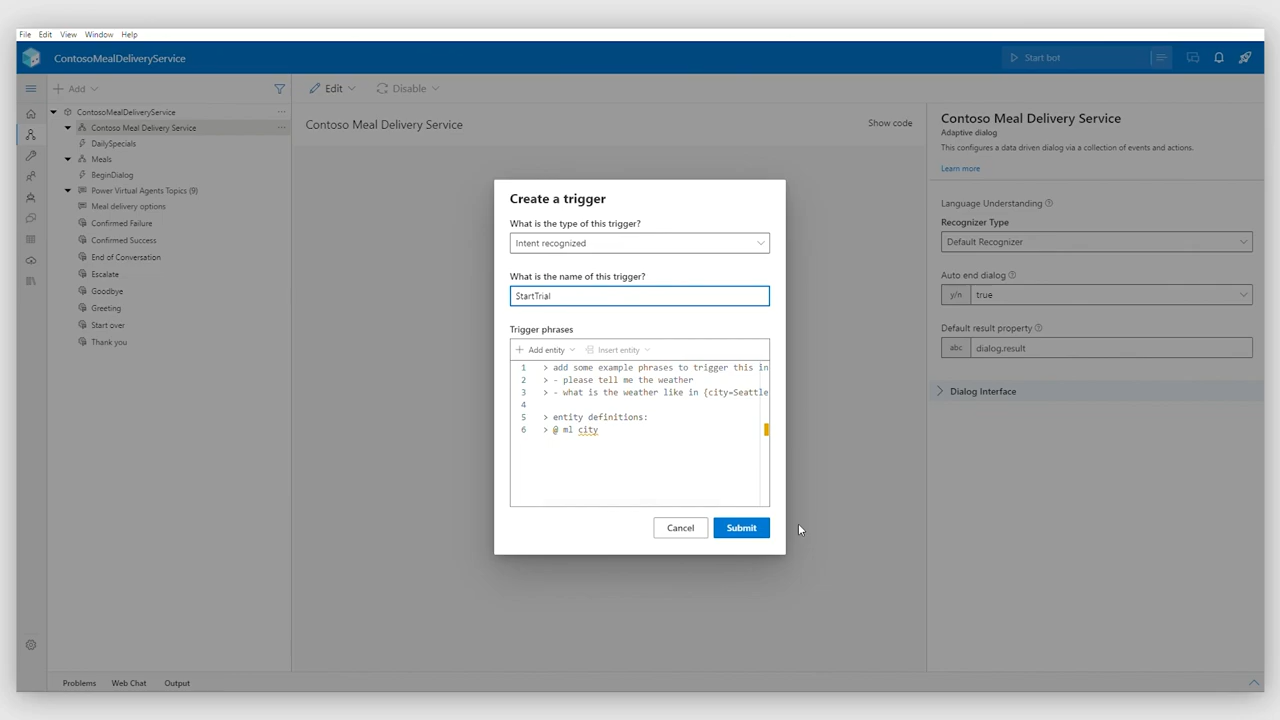 File Edit View Window Help
ContosoMealDeliveryService
Start bot
Add
Edit
Disable
ContosoMealDeliveryService
Contoso Meal Delivery Service
DailySpecials
Meals
BeginDialog
Power Virtual Agents Topics (9)
Meal delivery options
Confirmed Failure
Confirmed Success
End of Conversation
Escalate
Goodbye
Greeting
Start over
Thank you
Contoso Meal Delivery Service
Show code
Create a trigger
What is the type of this trigger?
Intent recognized
What is the name of this trigger?
StartTrial
Trigger phrases
Add entity
Insert entity
1 > add some example phrases to trigger this in
2 > - please tell me the weather
3 > - what is the weather like in {city=Seattle
4
5 > entity definitions:
6 > @ ml city
Cancel
Submit
Contoso Meal Delivery Service
Adaptive dialog
This configures a data driven dialog via a collection of events and actions.
Learn more
Language Understanding
Recognizer Type
Default Recognizer
Auto end dialog
y/n true
Default result property
abc dialog.result
Dialog Interface
Problems Web Chat Output